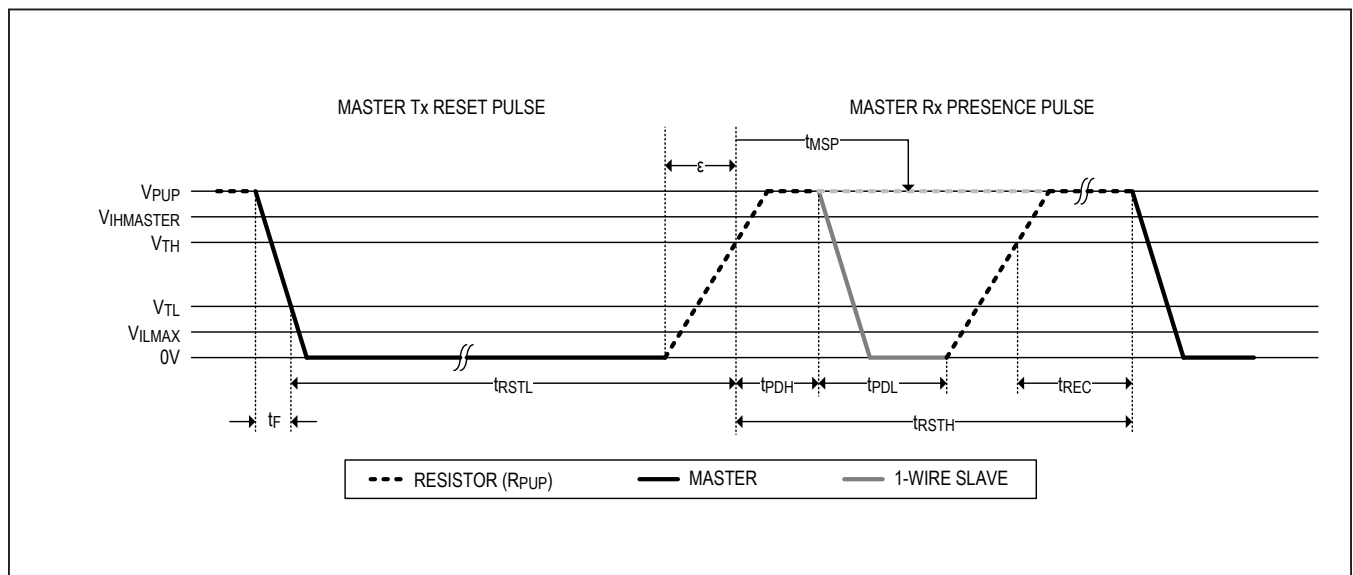 MASTER Tx RESET PULSE
MASTER Rx PRESENCE PULSE
tMSP
ε
VPUP
VIHMASTER
VTH
VTL
VILMAX
0V
tRSTL
tPDH
tPDL
tREC
tF
tRSTH
RESISTOR (RPUP)
MASTER
1-WIRE SLAVE